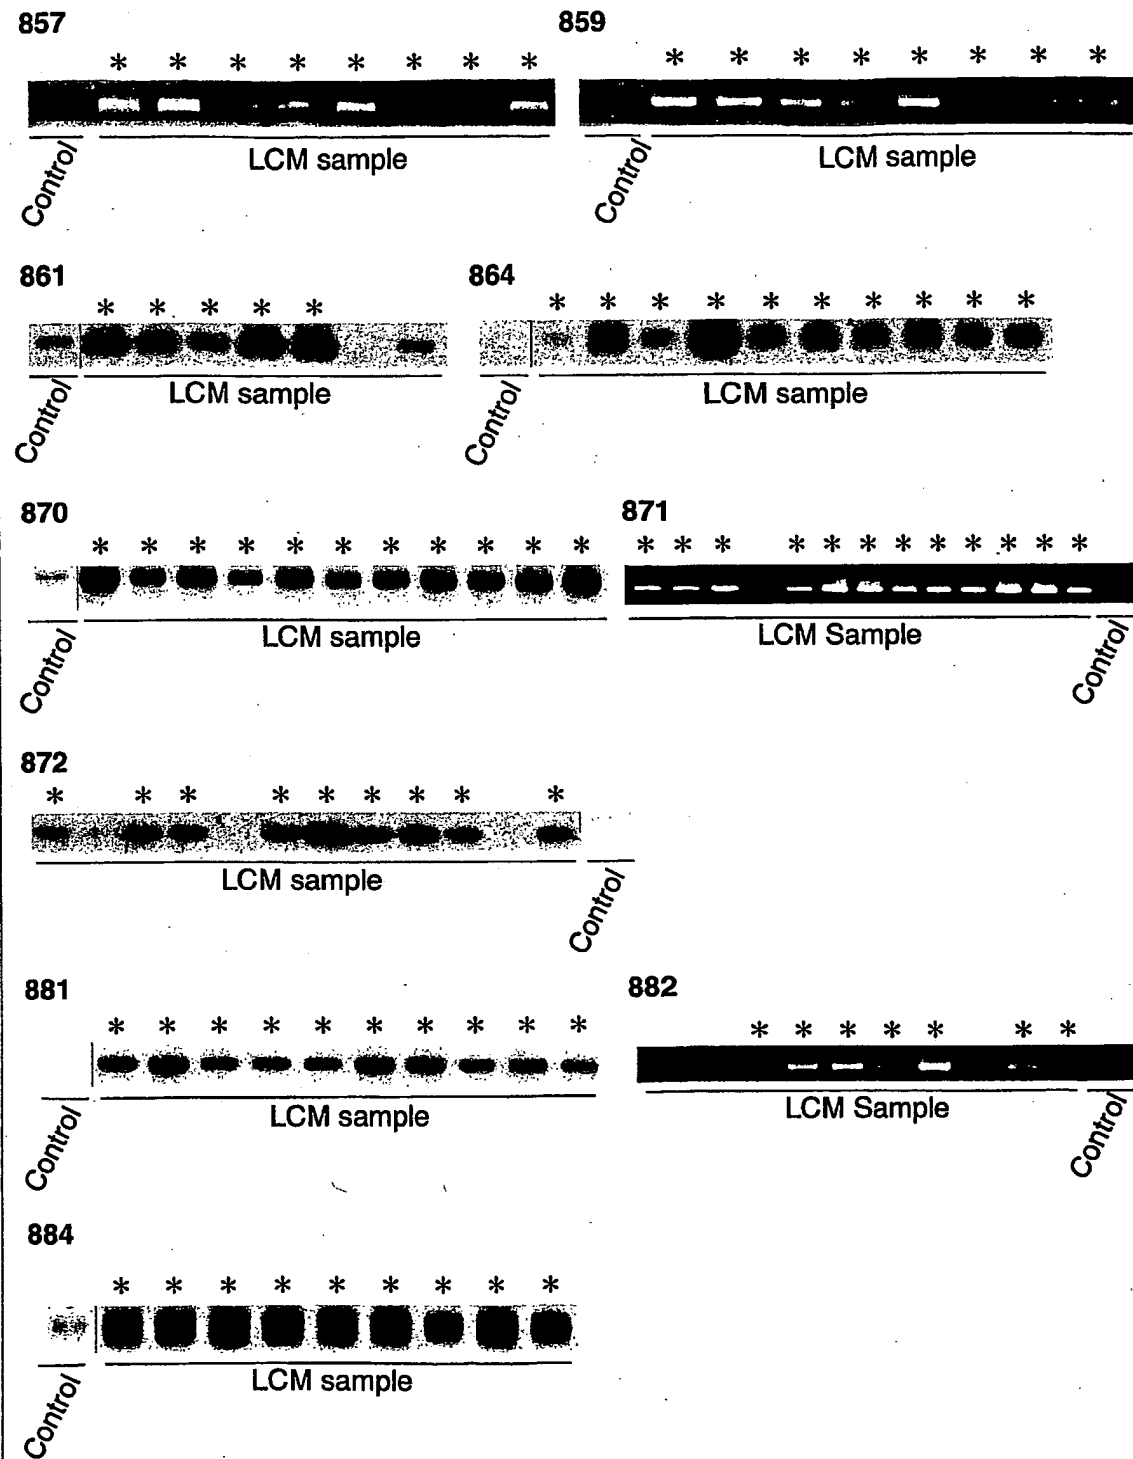 857
* * * * * * * *
Control
LCM sample
859
* * * * * * * *
Control
LCM sample
861
* * * * *
Control
LCM sample
864
* * * * * * * * * *
Control
LCM sample
870
* * * * * * * * * * *
Control
LCM sample
871
* * * * * * * * * * * *
LCM Sample
Control
872
* * * * * * * * *
LCM sample
Control
881
* * * * * * * * * *
Control
LCM sample
882
* * * * * * *
LCM Sample
Control
884
* * * * * * * * *
Control
LCM sample